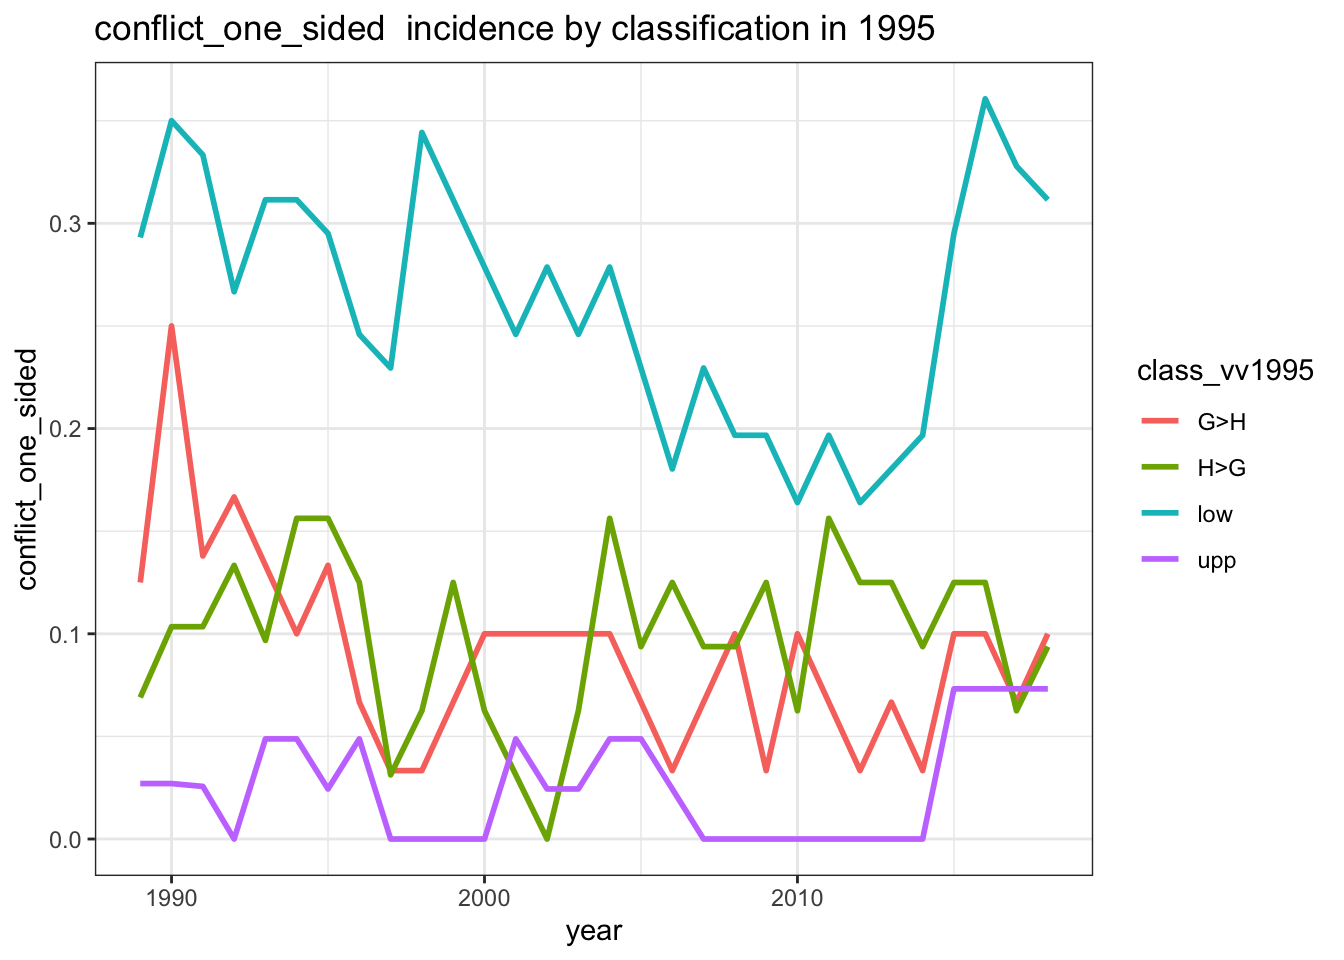 conflict_one_sided  incidence by classification in 1995
conflict_one_sided
0.3
0.2
0.1
0.0
1990 2000 2010
year
class_vv1995
G>H
H>G
low
upp